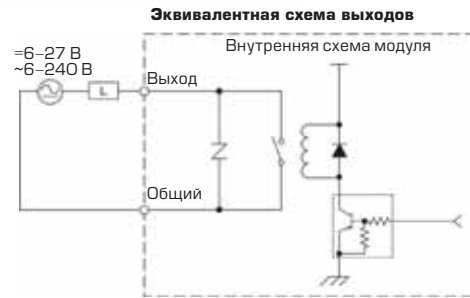 Эквивалентная схема выходов
Внутренняя схема модуля
=6–27 В
~6–240 В
Выход
L
Общий